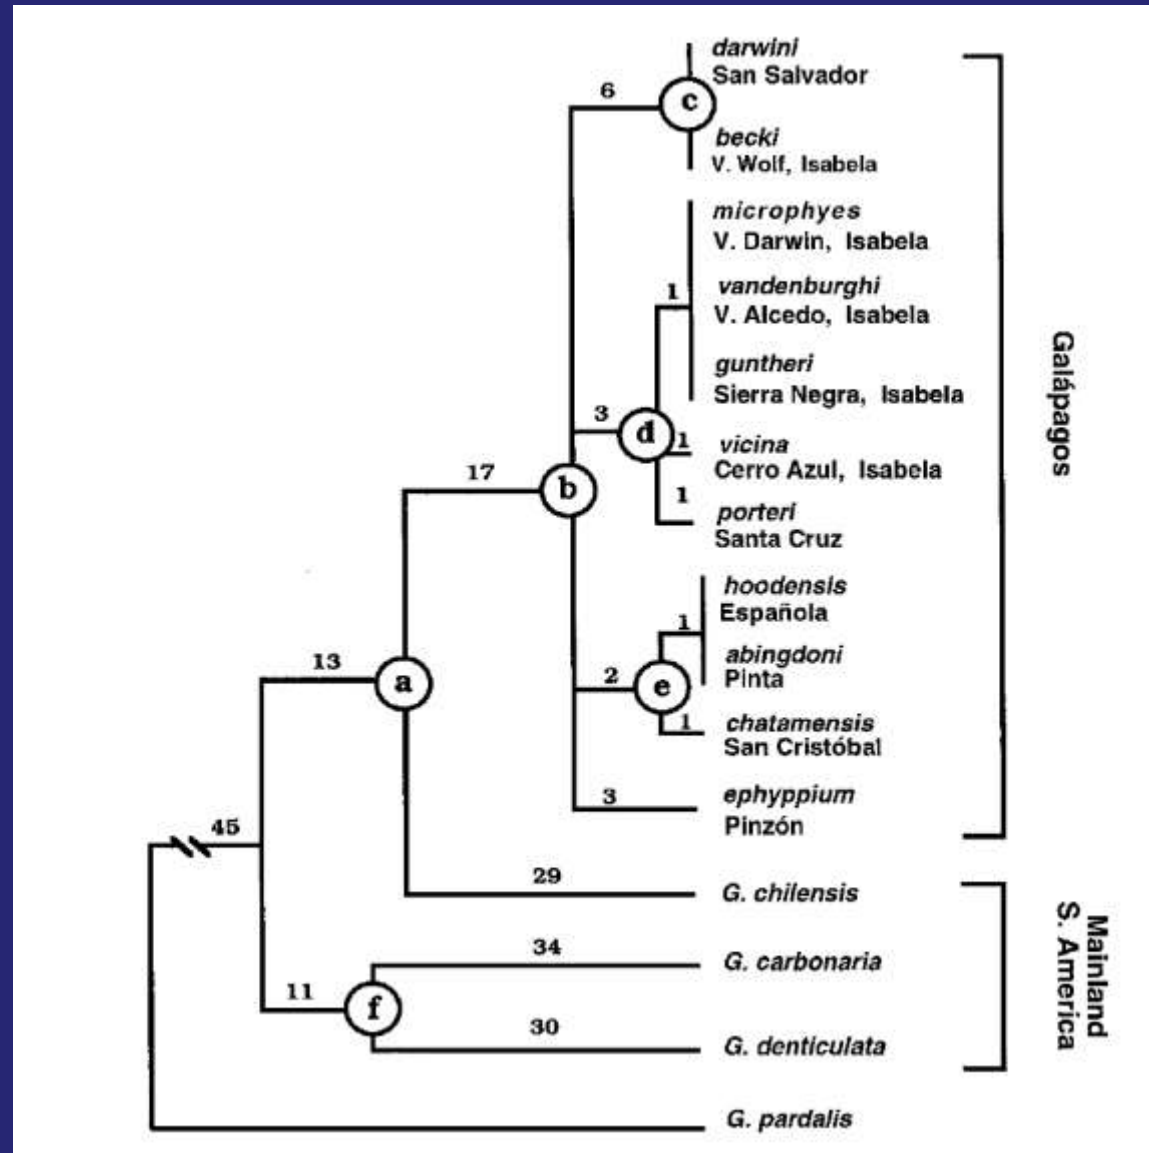 darwini
San Salvador
6
c
becki
V. Wolf, Isabela
microphyes
V. Darwin, Isabela
1
vandenburghi
V. Alcedo, Isabela
guntheri
Sierra Negra, Isabela
3
d
1
vicina
Cerro Azul, Isabela
17
b
1
porteri
Santa Cruz
hoodensis
Española
1
abingdoni
Pinta
13
a
2
e
1
chatamensis
San Cristóbal
3
ephyppium
Pinzón
Galápagos
45
29
G. chilensis
34
G. carbonaria
11
f
30
G. denticulata
Mainland
S. America
G. pardalis